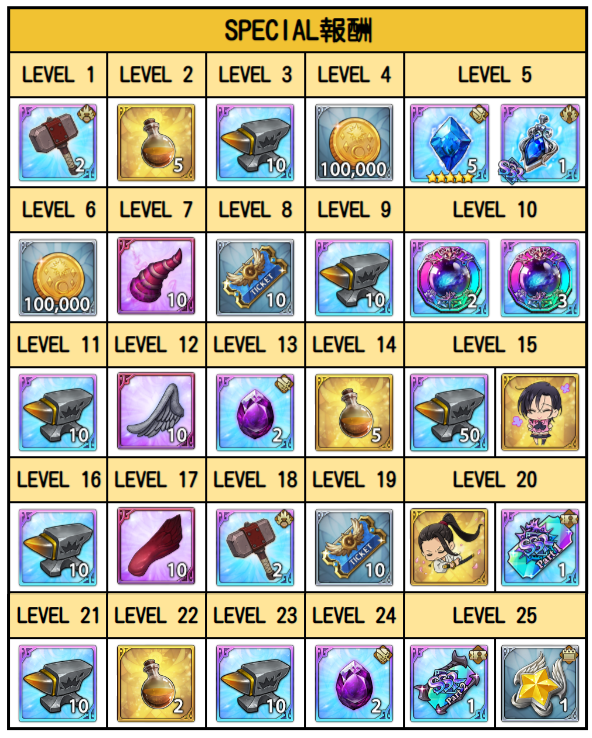 SPECIAL報酬
LEVEL 1 LEVEL 2 LEVEL 3 LEVEL 4 LEVEL 5
2 5 10 100,000 5 1
LEVEL 6 LEVEL 7 LEVEL 8 LEVEL 9 LEVEL 10
100,000 10 TICKET 10 10 2 3
LEVEL 11 LEVEL 12 LEVEL 13 LEVEL 14 LEVEL 15
10 10 2 5 50
LEVEL 16 LEVEL 17 LEVEL 18 LEVEL 19 LEVEL 20
10 10 2 TICKET 10 Part.1 1
LEVEL 21 LEVEL 22 LEVEL 23 LEVEL 24 LEVEL 25
10 2 10 2 Part.2 1 1